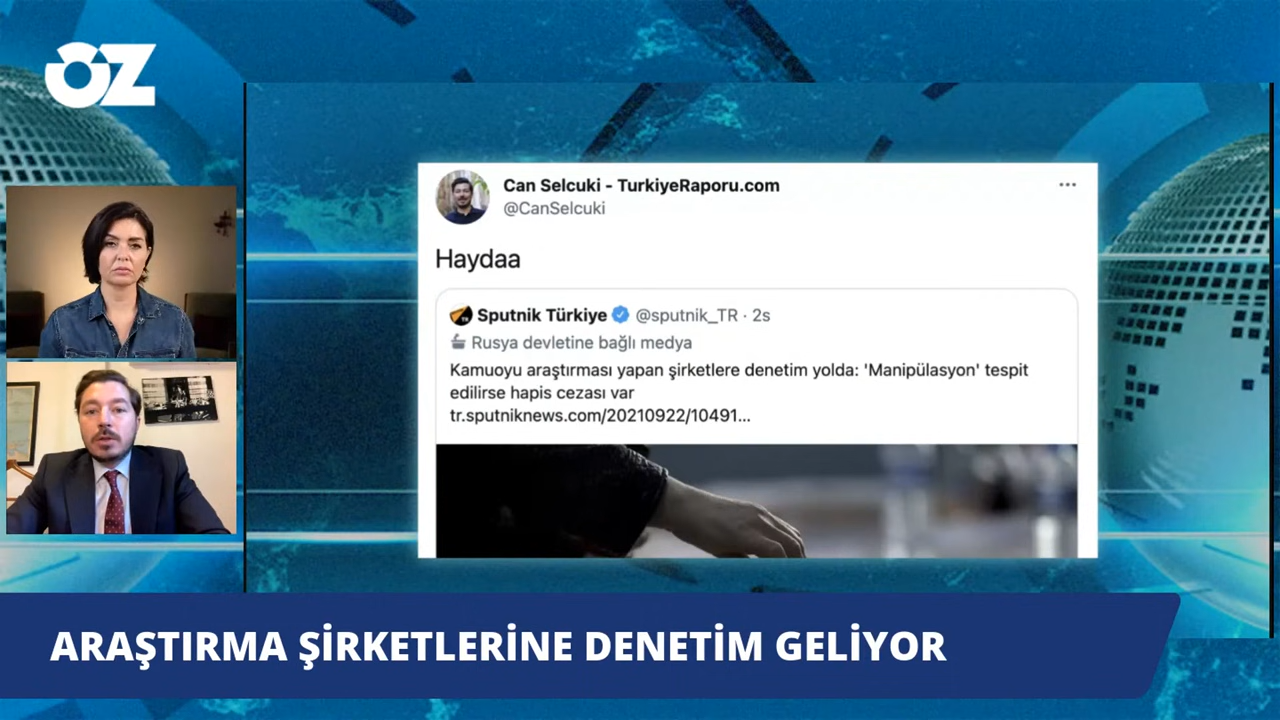 ÖZ
Can Selcuki - TurkiyeRaporu.com
@CanSelcuki
Haydaa
Sputnik Türkiye @sputnik_TR · 2s
Rusya devletine bağlı medya
Kamuoyu araştırması yapan şirketlere denetim yolda: 'Manipülasyon' tespit
edilirse hapis cezası var
tr.sputniknews.com/20210922/10491...
ARAŞTIRMA ŞİRKETLERİNE DENETİM GELİYOR